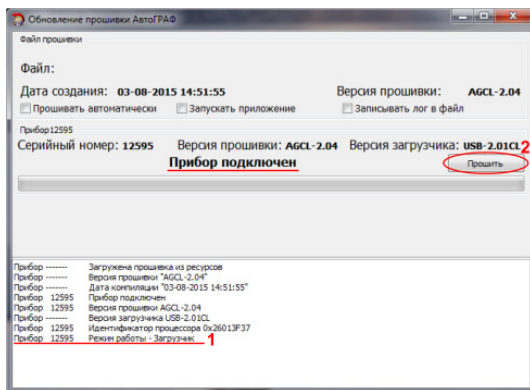 Обновление прошивки АвтоГРАФ
Файл прошивки
Файл:
Дата создания: 03-08-2015 14:51:55 Версия прошивки: AGCL-2.04
Прошивать автоматически Запускать приложение Записывать лог в файл
Прибор12595
Серийный номер: 12595 Версия прошивки: AGCL-2.04 Версия загрузчика: USB-2.01CL 2
Прибор подключен Прошить
Прибор ------- Загружена прошивка из ресурсов
Прибор ------- Версия прошивки "AGCL-2.04"
Прибор ------- Дата компиляции "03-08-2015 14:51:55"
Прибор 12595 Прибор подключен
Прибор 12595 Версия прошивки AGCL-2.04
Прибор ------- Версия загрузчика USB-2.01CL
Прибор 12595 Идентификатор процессора 0x26013F37
Прибор 12595 Режим работы - Загрузчик 1